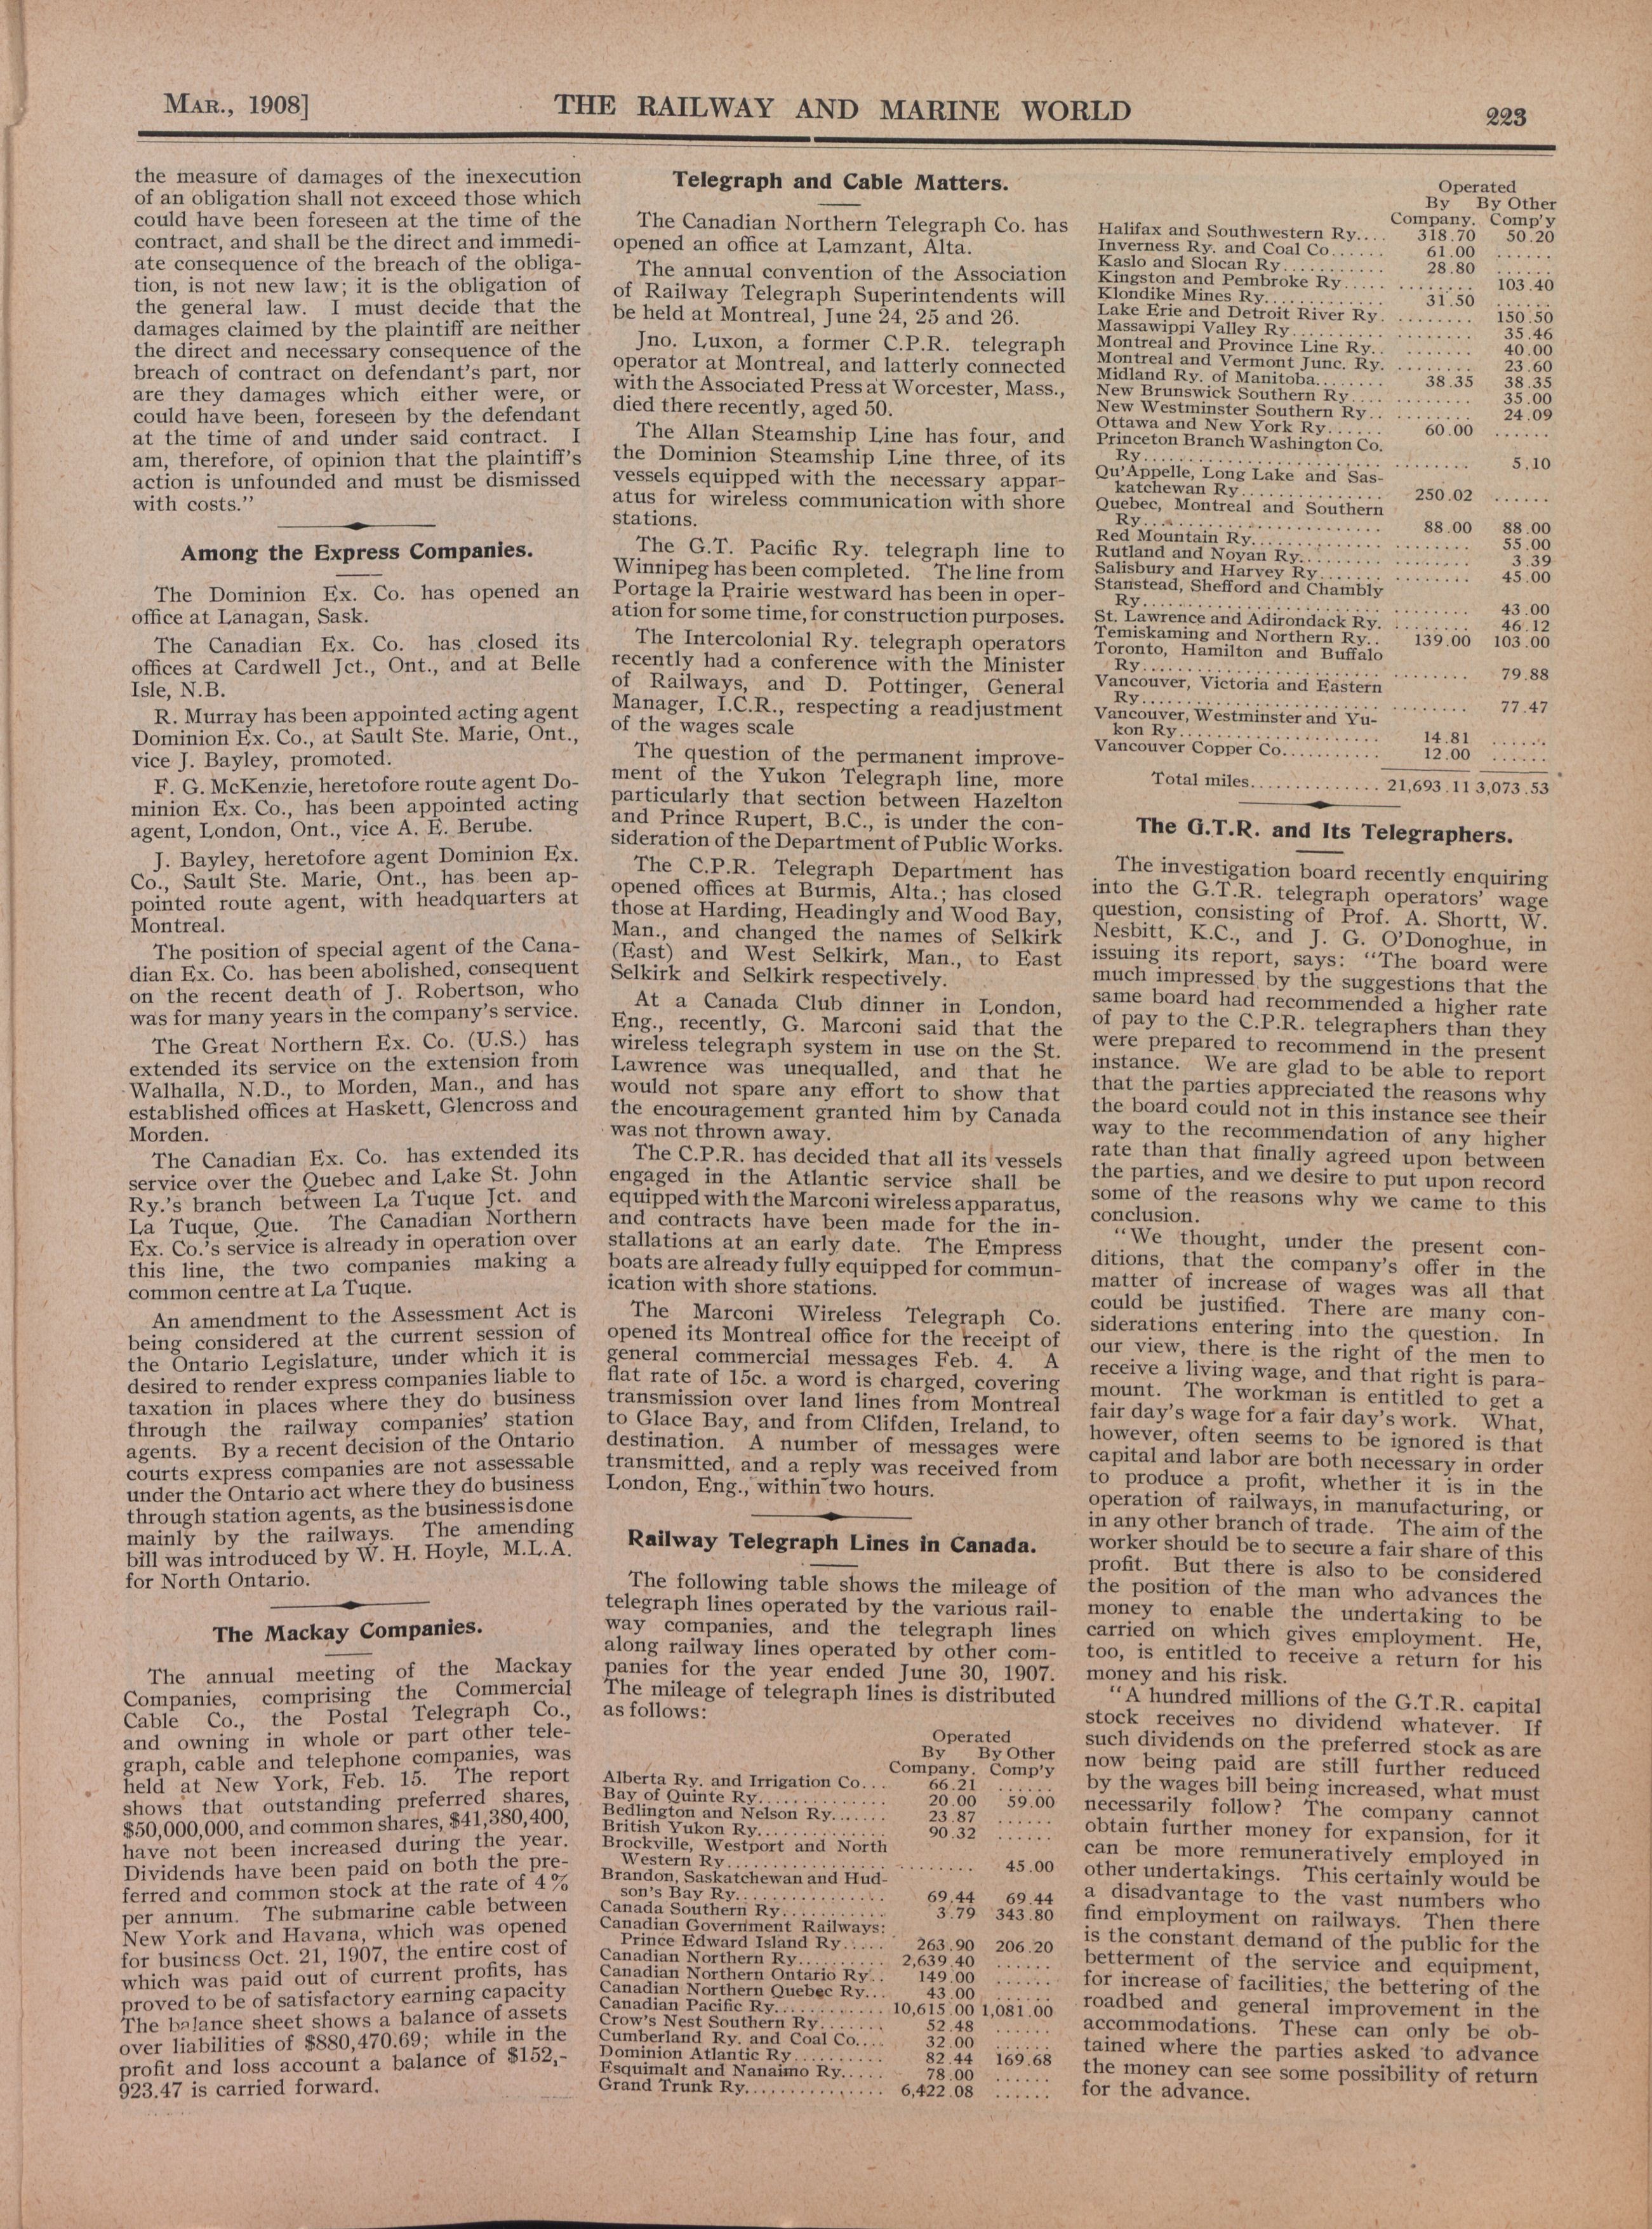 MAR., 1908]
THE RAILWAY AND MARINE WORLD
223
the measure of damages of the inexecution
of an obligation shall not exceed those which
could have been foreseen at the time of the
contract, and shall be the direct and immedi-
ate consequence of the breach of the obliga-
tion, is not new law; it is the obligation of
the general law. I must decide that the
damages claimed by the plaintiff are neither
the direct and necessary consequence of the
breach of contract on defendant's part, nor
are they damages which either were, or
could have been, foreseen by the defendant
at the time of and under said contract. I
am, therefore, of opinion that the plaintiff's
action is unfounded and must be dismissed
with costs."
Among the Express Companies.
The Dominion Ex. Co. has opened an
office at Lanagan, Sask.
The Canadian Ex. Co. has closed its
offices at Cardwell Jct., Ont., and at Belle
Isle, N.B.
R. Murray has been appointed acting agent
Dominion Ex. Co., at Sault Ste. Marie, Ont.,
vice J. Bayley, promoted.
F. G. McKenzie, heretofore route agent Do-
minion Ex. Co., has been appointed acting
agent, London, Ont., vice A. E. Berube.
J. Bayley, heretofore agent Dominion Ex.
Co., Sault Ste. Marie, Ont., has been ap-
pointed route agent, with headquarters at
Montreal.
The position of special agent of the Cana-
dian Ex. Co. has been abolished, consequent
on the recent death of J. Robertson, who
was for many years in the company's service.
The Great Northern Ex. Co. (U.S.) has
extended its service on the extension from
Walhalla, N.D., to Morden, Man., and has
established offices at Haskett, Glencross and
Morden.
The Canadian Ex. Co. has extended its
service over the Quebec and Lake St. John
Ry.'s branch between La Tuque Jct. and
La Tuque, Que. The Canadian Northern
Ex. Co.'s service is already in operation over
this line, the two companies making a
common centre at La Tuque.
An amendment to the Assessment Act is
being considered at the current session of
the Ontario Legislature, under which it is
desired to render express companies liable to
taxation in places where they do business
through the railway companies' station
agents. By a recent decision of the Ontario
courts express companies are not assessable
under the Ontario act where they do business
through station agents, as the business is done
mainly by the railways. The amending
bill was introduced by W. H. Hoyle, M.L.A.
for North Ontario.
The Mackay Companies.
The annual meeting of the Mackay
Companies, comprising the Commercial
Cable Co., the Postal Telegraph Co.,
and owning in whole or part other tele-
graph, cable and telephone companies, was
held at New York, Feb. 15. The report
shows that outstanding preferred shares,
$50,000,000, and common shares, $41,380,400,
have not been increased during the year.
Dividends have been paid on both the pre-
ferred and common stock at the rate of 4%
per annum. The submarine cable between
New York and Havana, which was opened
for business Oct. 21, 1907, the entire cost of
which was paid out of current profits, has
proved to be of satisfactory earning capacity
The balance sheet shows a balance of assets
over liabilities of $880,470.69; while in the
profit and loss account a balance of $152,-
923.47 is carried forward.
Telegraph and Cable Matters.
The Canadian Northern Telegraph Co. has
opened an office at Lamzant, Alta.
The annual convention of the Association
of Railway Telegraph Superintendents will
be held at Montreal, June 24, 25 and 26.
Jno. Luxon, a former C.P.R. telegraph
operator at Montreal, and latterly connected
with the Associated Press at Worcester, Mass.,
died there recently, aged 50.
The Allan Steamship Line has four, and
the Dominion Steamship Line three, of its
vessels equipped with the necessary appar-
atus for wireless communication with shore
stations.
The G.T. Pacific Ry. telegraph line to
Winnipeg has been completed. The line from
Portage la Prairie westward has been in oper-
ation for some time, for construction purposes.
The Intercolonial Ry. telegraph operators
recently had a conference with the Minister
of Railways, and D. Pottinger, General
Manager, I.C.R., respecting a readjustment
of the wages scale
The question of the permanent improve-
ment of the Yukon Telegraph line, more
particularly that section between Hazelton
and Prince Rupert, B.C., is under the con-
sideration of the Department of Public Works.
The C.P.R. Telegraph Department has
opened offices at Burmis, Alta.; has closed
those at Harding, Headingly and Wood Bay,
Man., and changed the names of Selkirk
(East) and West Selkirk, Man., to East
Selkirk and Selkirk respectively.
At a Canada Club dinner in London,
Eng., recently, G. Marconi said that the
wireless telegraph system in use on the St.
Lawrence was unequalled, and that he
would not spare any effort to show that
the encouragement granted him by Canada
was not thrown away.
The C.P.R. has decided that all its vessels
engaged in the Atlantic service shall be
equipped with the Marconi wireless apparatus,
and contracts have been made for the in-
stallations at an early date. The Empress
boats are already fully equipped for commun-
ication with shore stations.
The Marconi Wireless Telegraph Co.
opened its Montreal office for the receipt of
general commercial messages Feb. 4. A
flat rate of 15c. a word is charged, covering
transmission over land lines from Montreal
to Glace Bay, and from Clifden, Ireland, to
destination. A number of messages were
transmitted, and a reply was received from
London, Eng., within two hours.
Railway Telegraph Lines in Canada.
The following table shows the mileage of
telegraph lines operated by the various rail-
way companies, and the telegraph lines
along railway lines operated by other com-
panies for the year ended June 30, 1907.
The mileage of telegraph lines is distributed
as follows:
Operated
By By Other
Company. Comp'y
Alberta Ry. and Irrigation Co... 66.21 ......
Bay of Quinte Ry.............. 20.00 59.00
Bedlington and Nelson Ry....... 23.87 ......
British Yukon Ry.............. 90.32 ......
Brockville, Westport and North
Western Ry................. ........ 45.00
Brandon, Saskatchewan and Hud-
son's Bay Ry................ 69.44 69.44
Canada Southern Ry........... 3.79 343.80
Canadian Government Railways:
Prince Edward Island Ry...... 263.90 206.20
Canadian Northern Ry.......... 2,639.40 ......
Canadian Northern Ontario Ry.. 149.00 ......
Canadian Northern Quebec Ry... 43.00 ......
Canadian Pacific Ry............. 10,615.00 1,081.00
Crow's Nest Southern Ry....... 52.48 ......
Cumberland Ry. and Coal Co.... 32.00 ......
Dominion Atlantic Ry.......... 82.44 169.68
Esquimalt and Nanaimo Ry..... 78.00 ......
Grand Trunk Ry............... 6,422.08 ......
Operated
By By Other
Company. Comp'y
Halifax and Southwestern Ry.... 318.70 50.20
Inverness Ry. and Coal Co...... 61.00 ......
Kaslo and Slocan Ry........... 28.80 ......
Kingston and Pembroke Ry..... ........ 103.40
Klondike Mines Ry............. 31.50 ......
Lake Erie and Detroit River Ry. ........ 150.50
Massawippi Valley Ry.......... ........ 35.46
Montreal and Province Line Ry.. ....... 40.00
Montreal and Vermont Junc. Ry. ........ 23.60
Midland Ry. of Manitoba........ 38.35 38.35
New Brunswick Southern Ry.... ........ 35.00
New Westminster Southern Ry.. ........ 24.09
Ottawa and New York Ry...... 60.00 ......
Princeton Branch Washington Co.
Ry......................... ........ 5.10
Qu'Appelle, Long Lake and Sas-
katchewan Ry............... 250.02 ......
Quebec, Montreal and Southern
Ry......................... 88.00 88.00
Red Mountain Ry.............. ........ 55.00
Rutland and Noyan Ry.......... ........ 3.39
Salisbury and Harvey Ry....... ........ 45.00
Stanstead, Shefford and Chambly
Ry......................... ........ 43.00
St. Lawrence and Adirondack Ry. ........ 46.12
Temiskaming and Northern Ry.. 139.00 103.00
Toronto, Hamilton and Buffalo
Ry......................... ........ 79.88
Vancouver, Victoria and Eastern
Ry......................... ........ 77.47
Vancouver, Westminster and Yu-
kon Ry..................... 14.81 ......
Vancouver Copper Co........... 12.00 ......
Total miles.............. 21,693.11 3,073.53
The G.T.R. and Its Telegraphers.
The investigation board recently enquiring
into the G.T.R. telegraph operators' wage
question, consisting of Prof. A. Shortt, W.
Nesbitt, K.C., and J. G. O'Donoghue, in
issuing its report, says: "The board were
much impressed by the suggestions that the
same board had recommended a higher rate
of pay to the C.P.R. telegraphers than they
were prepared to recommend in the present
instance. We are glad to be able to report
that the parties appreciated the reasons why
the board could not in this instance see their
way to the recommendation of any higher
rate than that finally agreed upon between
the parties, and we desire to put upon record
some of the reasons why we came to this
conclusion.
"We thought, under the present con-
ditions, that the company's offer in the
matter of increase of wages was all that
could be justified. There are many con-
siderations entering into the question. In
our view, there is the right of the men to
receive a living wage, and that right is para-
mount. The workman is entitled to get a
fair day's wage for a fair day's work. What,
however, often seems to be ignored is that
capital and labor are both necessary in order
to produce a profit, whether it is in the
operation of railways, in manufacturing, or
in any other branch of trade. The aim of the
worker should be to secure a fair share of this
profit. But there is also to be considered
the position of the man who advances the
money to enable the undertaking to be
carried on which gives employment. He,
too, is entitled to receive a return for his
money and his risk.
"A hundred millions of the G.T.R. capital
stock receives no dividend whatever. If
such dividends on the preferred stock as are
now being paid are still further reduced
by the wages bill being increased, what must
necessarily follow? The company cannot
obtain further money for expansion, for it
can be more remuneratively employed in
other undertakings. This certainly would be
a disadvantage to the vast numbers who
find employment on railways. Then there
is the constant demand of the public for the
betterment of the service and equipment,
for increase of facilities, the bettering of the
roadbed and general improvement in the
accommodations. These can only be ob-
tained where the parties asked to advance
the money can see some possibility of return
for the advance.